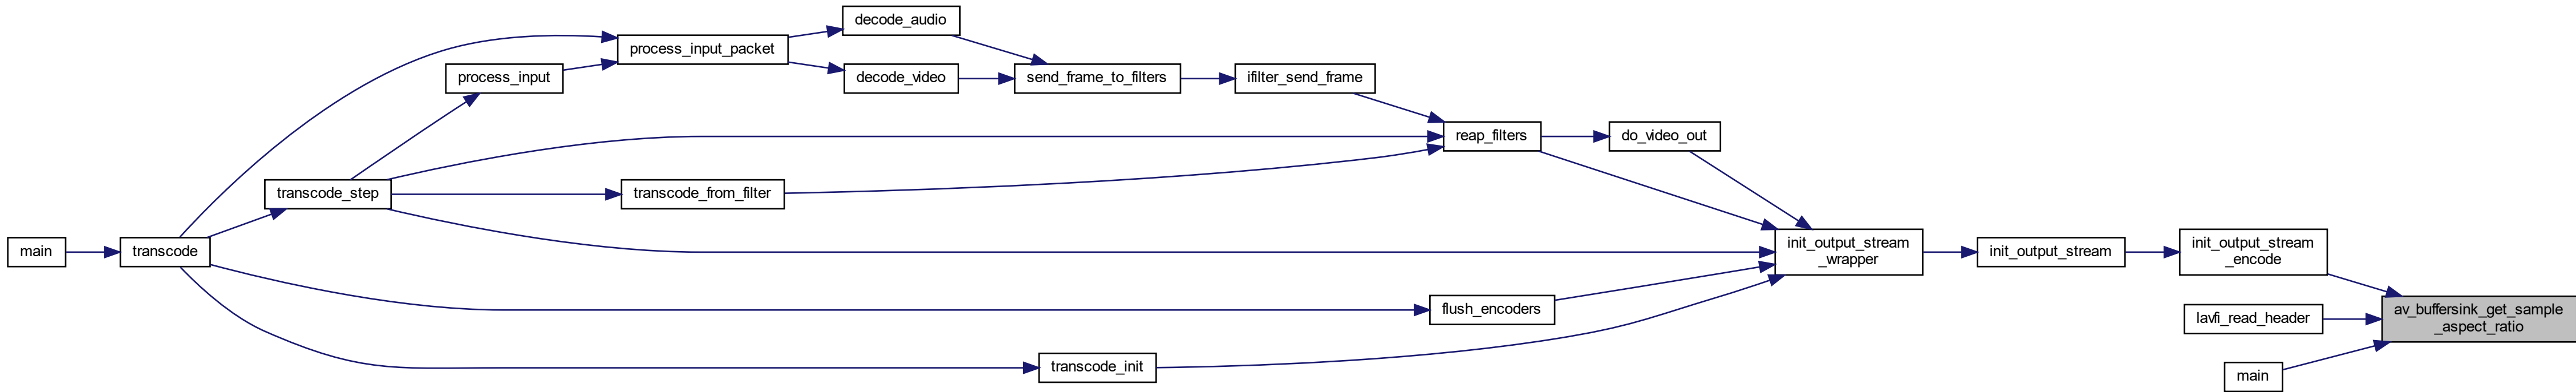 decode_audio
process_input_packet
process_input
decode_video
send_frame_to_filters
ifilter_send_frame
reap_filters
do_video_out
transcode_step
transcode_from_filter
main
transcode
init_output_stream
_wrapper
init_output_stream
init_output_stream
_encode
flush_encoders
lavfi_read_header
av_buffersink_get_sample
_aspect_ratio
transcode_init
main